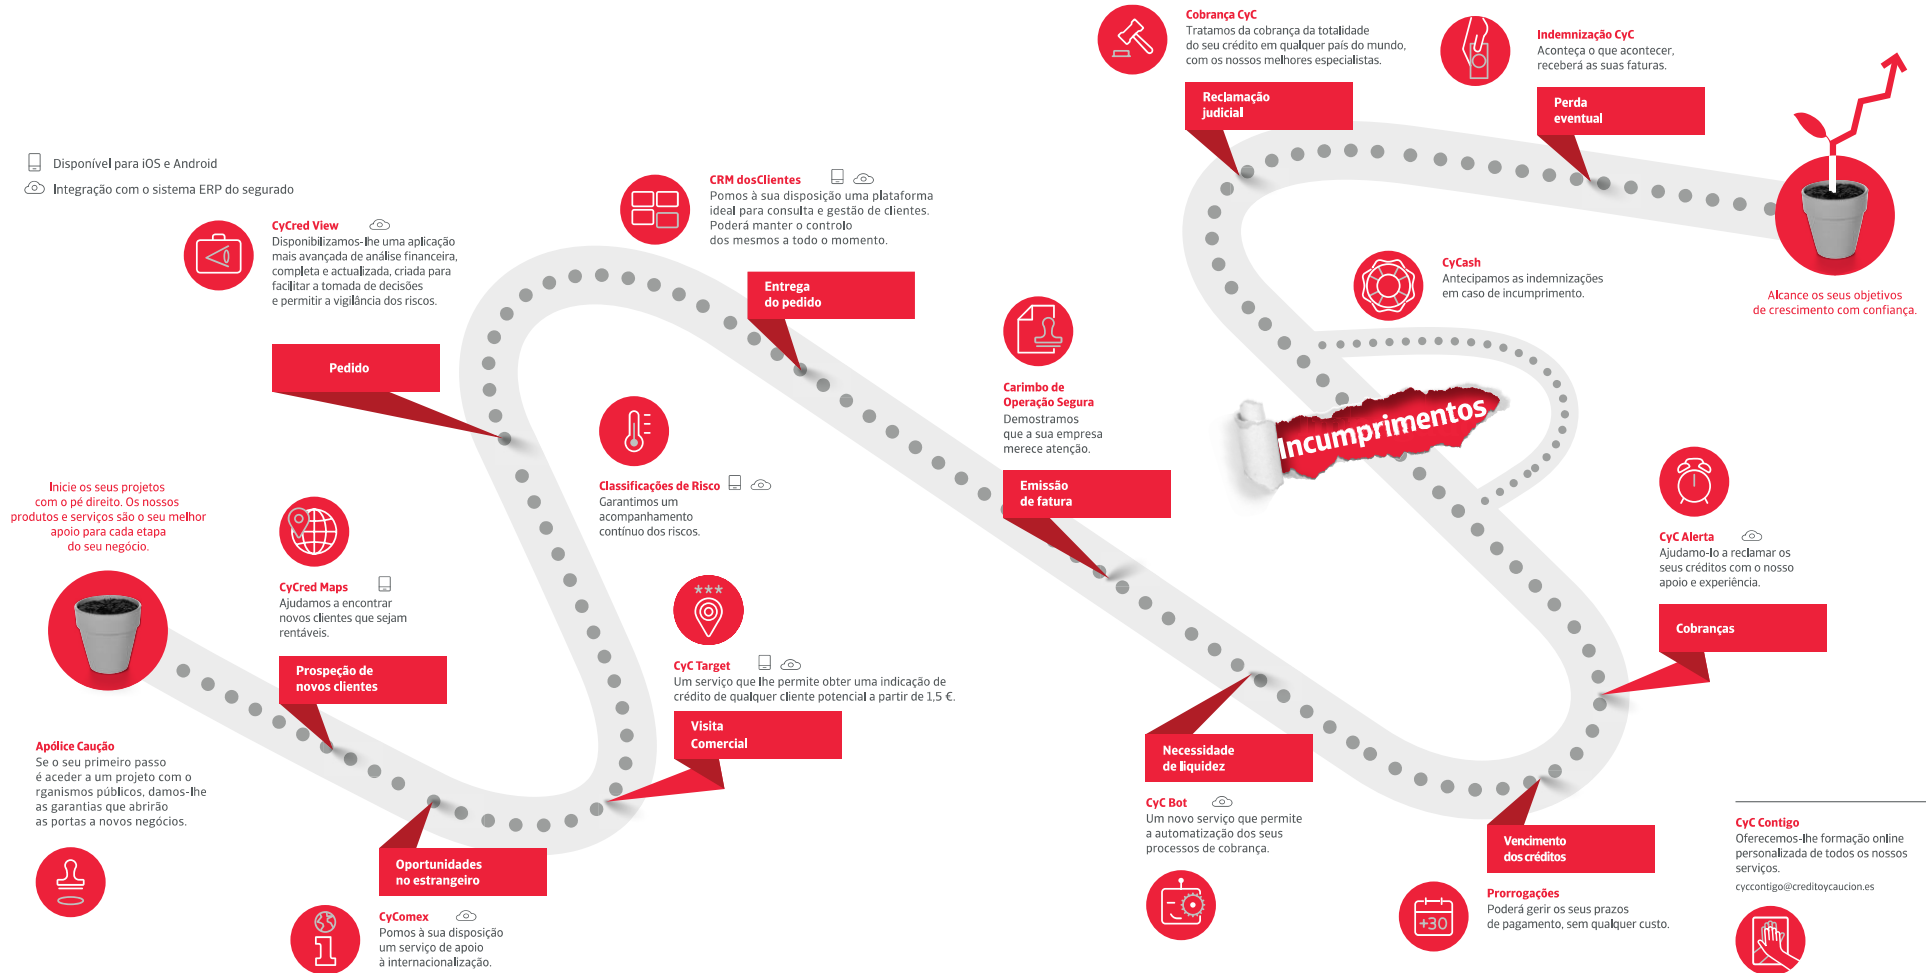 Disponível para iOS e Android
Integração com o sistema ERP do segurado
Inicie os seus projetos
com o pé direito. Os nossos
produtos e serviços são o seu melhor
apoio para cada etapa
do seu negócio.
Apólice Caução
Se o seu primeiro passo
é aceder a um projeto com o
rganismos públicos, damos-lhe
as garantias que abrirão
as portas a novos negócios.
CyCred Maps
Ajudamos a encontrar
novos clientes que sejam
rentáveis.
Prospeção de
novos clientes
Oportunidades
no estrangeiro
CyComex
Pomos à sua disposição
um serviço de apoio
à internacionalização.
***
CyC Target
Um serviço que lhe permite obter uma indicação de
crédito de qualquer cliente potencial a partir de 1,5 €.
Visita
Comercial
Classificações de Risco
Garantimos um
acompanhamento
contínuo dos riscos.
CyCred View
Disponibilizamos-lhe uma aplicação
mais avançada de análise financeira,
completa e actualizada, criada para
facilitar a tomada de decisões
e permitir a vigilância dos riscos.
Pedido
CRM dosClientes
Pomos à sua disposição uma plataforma
ideal para consulta e gestão de clientes.
Poderá manter o controlo
dos mesmos a todo o momento.
Entrega
do pedido
Carimbo de
Operação Segura
Demostramos
que a sua empresa
merece atenção.
Emissão
de fatura
Necessidade
de liquidez
CyC Bot
Um novo serviço que permite
a automatização dos seus
processos de cobrança.
Vencimento
dos créditos
+30
Prorrogações
Poderá gerir os seus prazos
de pagamento, sem qualquer custo.
CyC Alerta
Ajudamo-lo a reclamar os
seus créditos com o nosso
apoio e experiência.
Cobranças
Incumprimentos
CyCash
Antecipamos as indemnizações
em caso de incumprimento.
Cobrança CyC
Tratamos da cobrança da totalidade
do seu crédito em qualquer país do mundo,
com os nossos melhores especialistas.
Reclamação
judicial
Indemnização CyC
Aconteça o que acontecer,
receberá as suas faturas.
Perda
eventual
Alcance os seus objetivos
de crescimento com confiança.
CyC Contigo
Oferecemos-lhe formação online
personalizada de todos os nossos
serviços.
cyccontigo@creditoycaucion.es